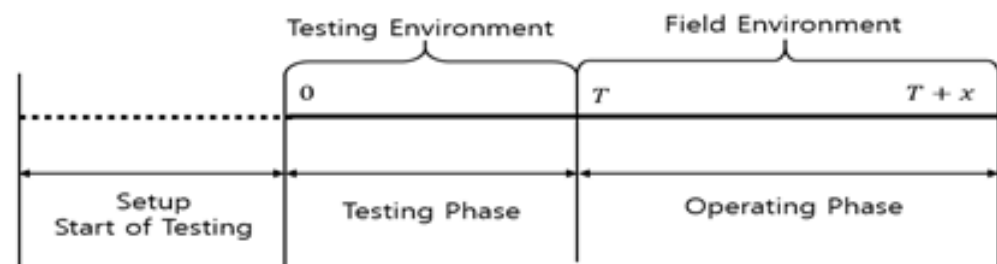 Testing Environment
Field Environment
0
T
T + x
Setup
Start of Testing
Testing Phase
Operating Phase